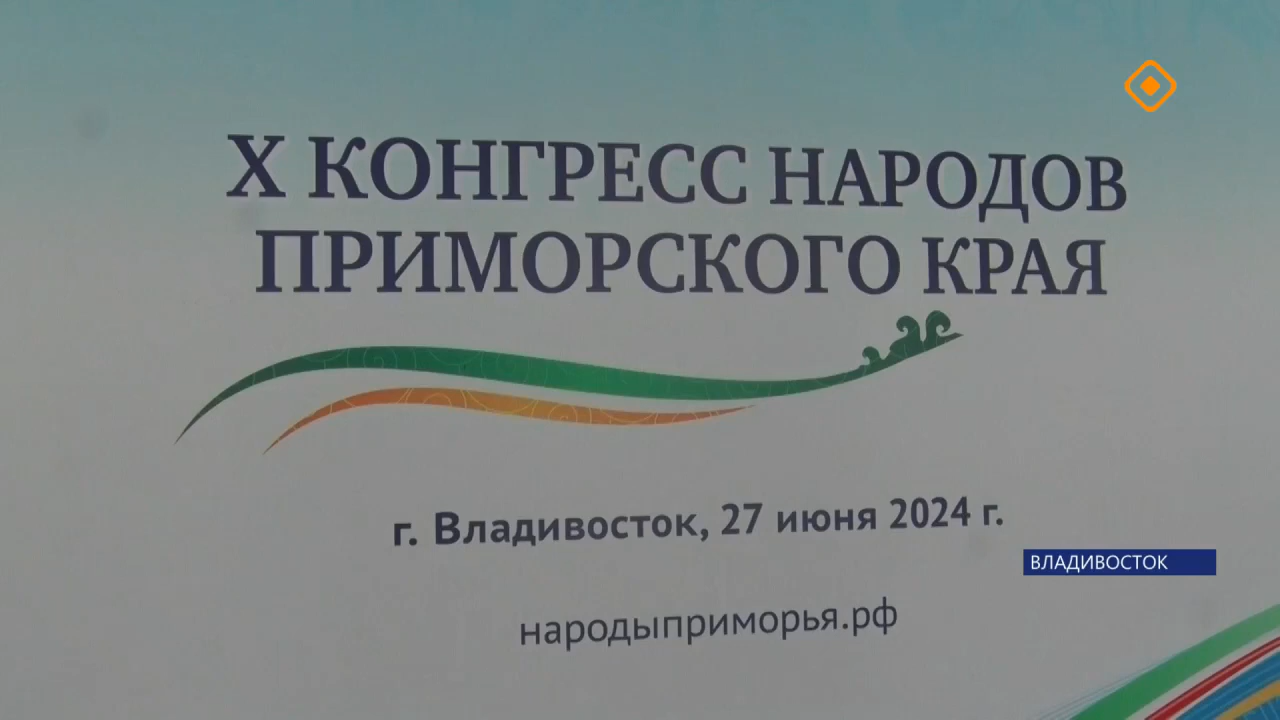 X КОНГРЕСС НАРОДОВ
ПРИМОРСКОГО КРАЯ
г. Владивосток, 27 июня 2024 г.
ВЛАДИВОСТОК
народыприморья.рф